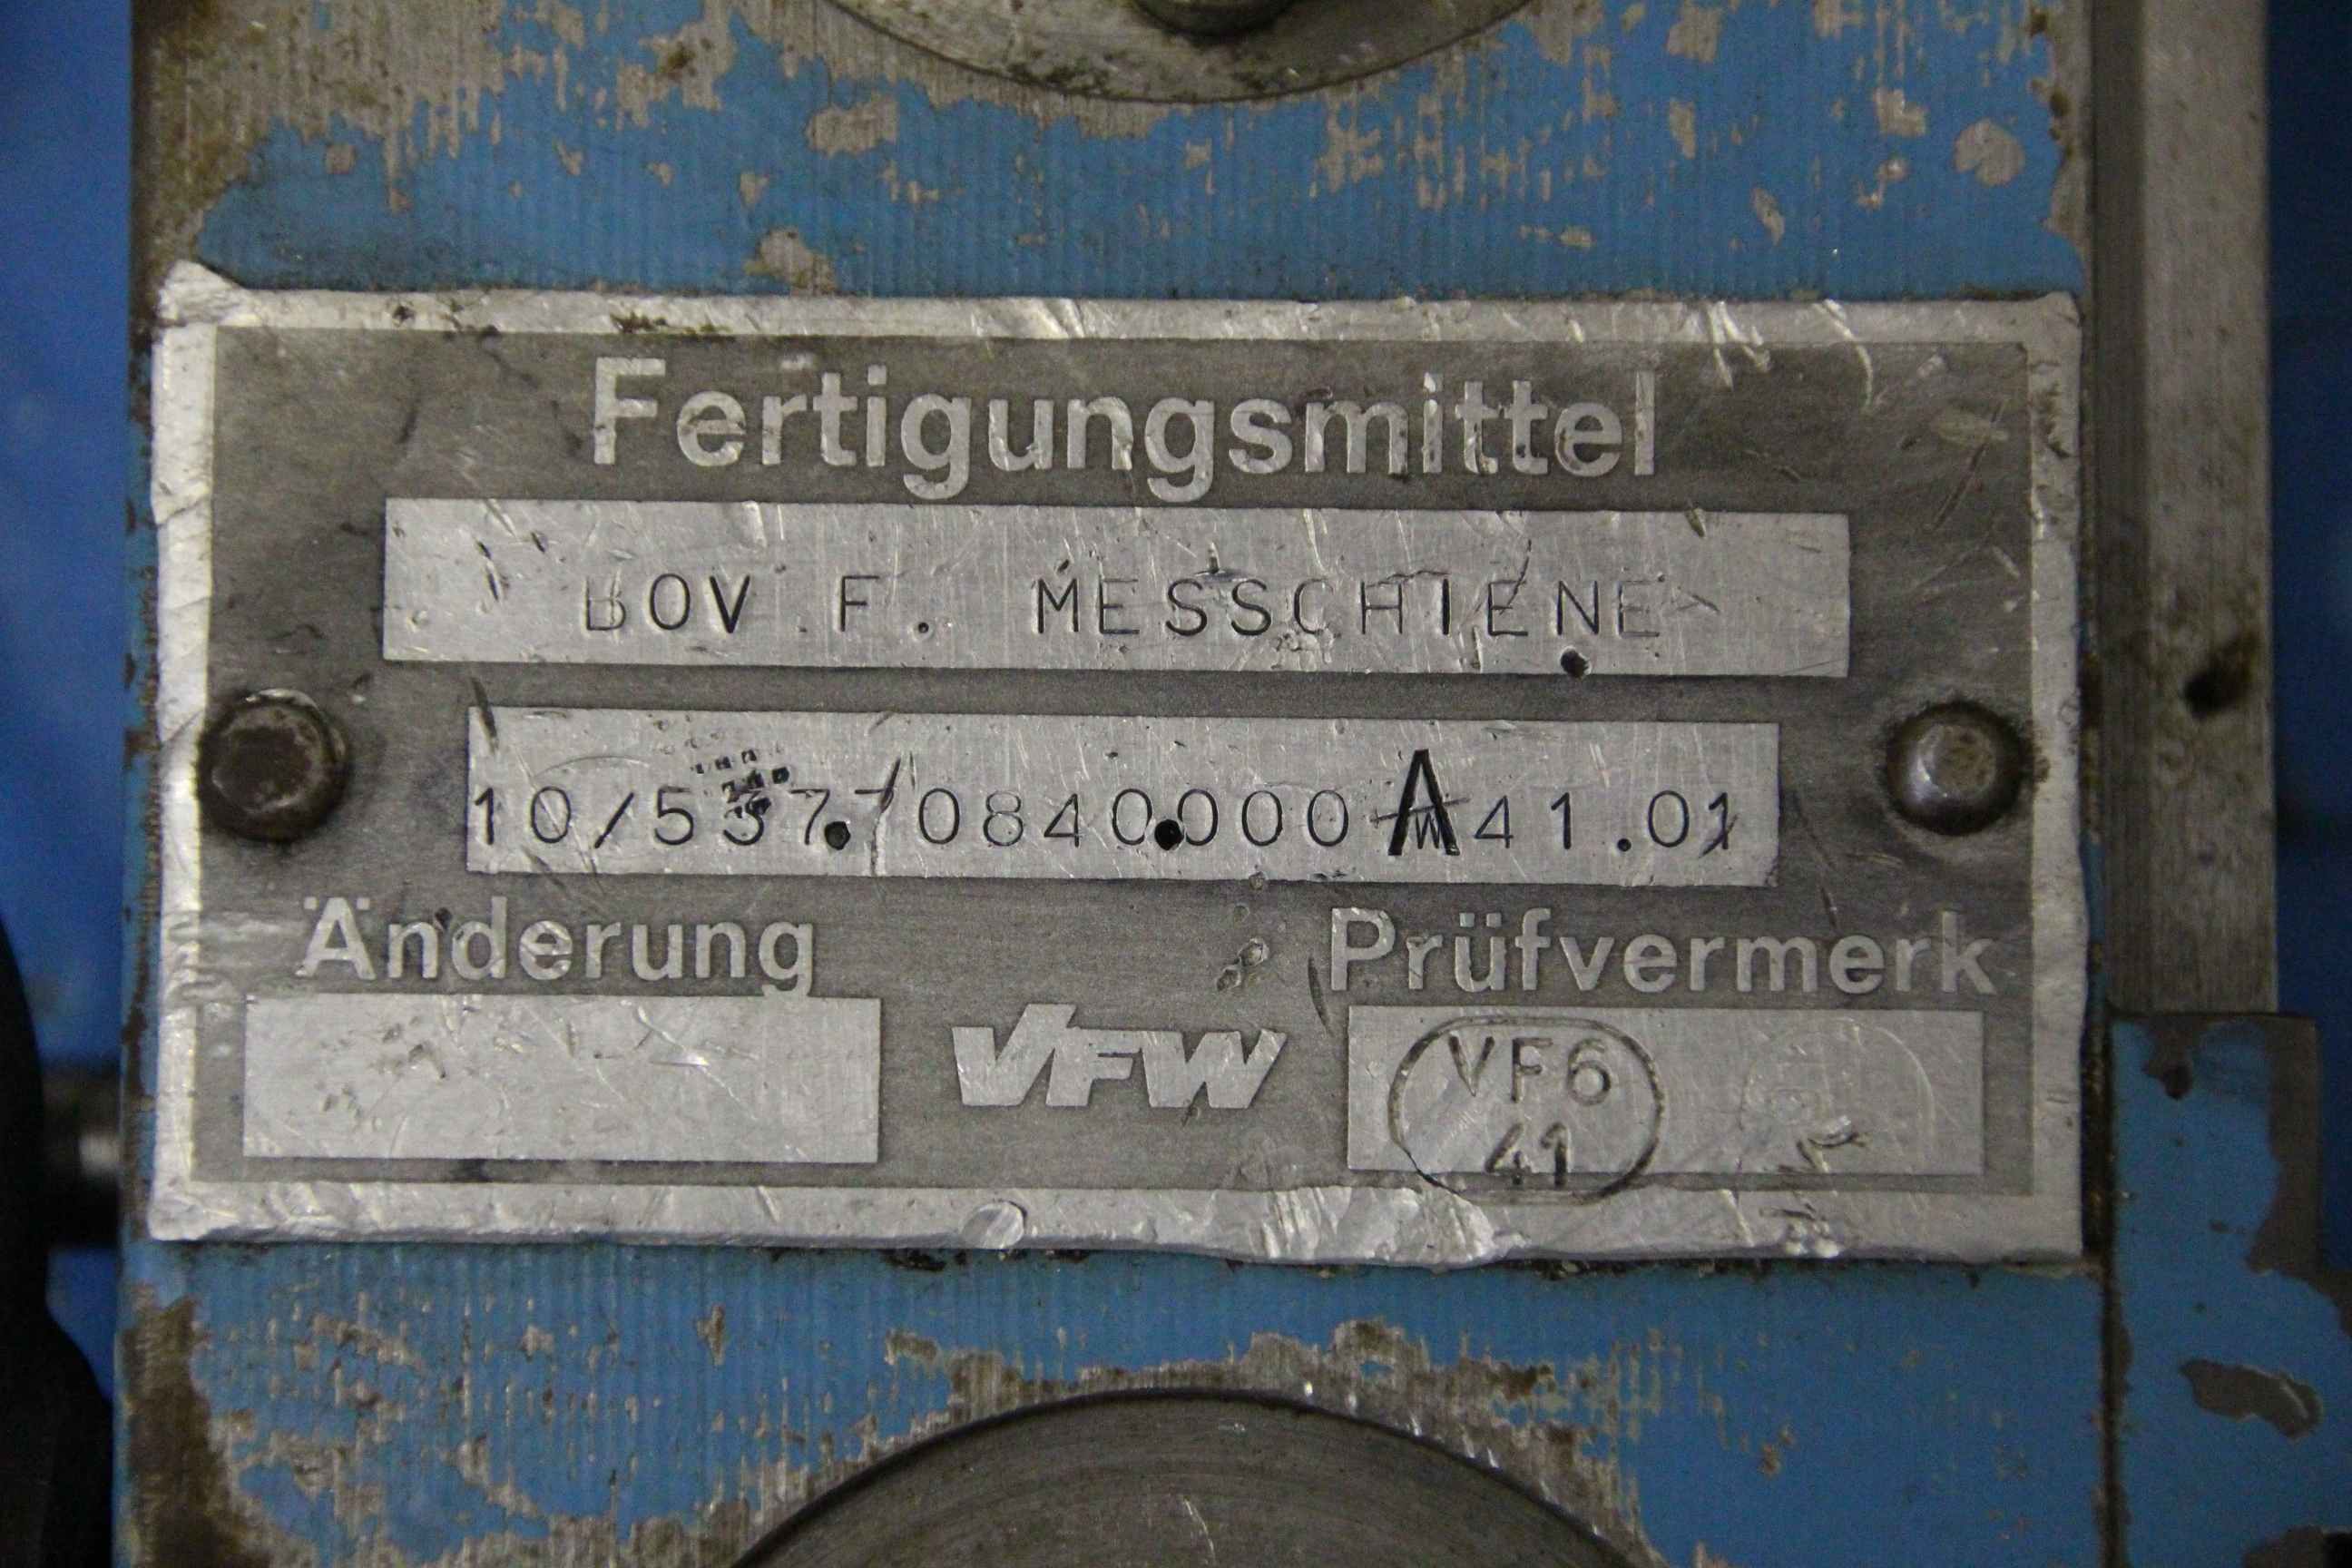 Fertigungsmittel
BOV F. MESSCHIENE
10/537.0840.000 A 41.01
Änderung Prüfvermerk
VFW
VF6
41